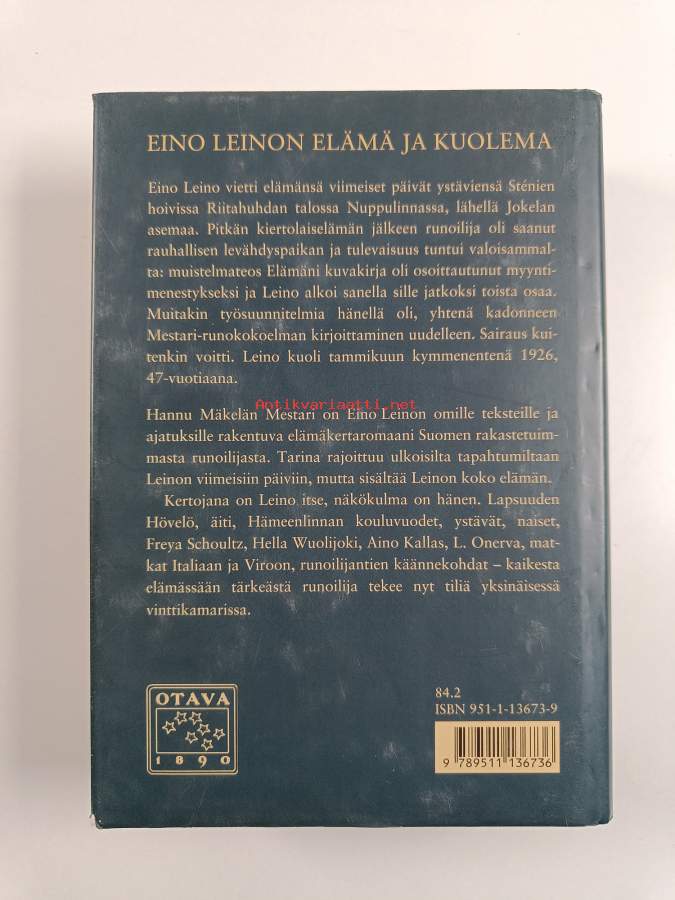 EINO LEINON ELÄMÄ JA KUOLEMA
Eino Leino vietti elämänsä viimeiset päivät ystäviensä Sténien
hoivissa Riitahuhdan talossa Nuppulinnassa, lähellä Jokelan
asemaa. Pitkän kiertolaiselämän jälkeen runoilija oli saanut
rauhallisen levähdyspaikan ja tulevaisuus tuntui valoisammal-
ta: muistelmateos Elämäni kuvakirja oli osoittautunut myynti-
menestykseksi ja Leino alkoi sanella sille jatkoksi toista osaa.
Muitakin työsuunnitelmia hänellä oli, yhtenä kadonneen
Mestari-runokokoelman kirjoittaminen uudelleen. Sairaus kui-
tenkin voitti. Leino kuoli tammikuun kymmenentenä 1926,
47-vuotiaana.
Antikvariaatti.net
Hannu Mäkelän Mestari on Eino Leinon omille teksteille ja
ajatuksille rakentuva elämäkertaromaani Suomen rakastetuim-
masta runoilijasta. Tarina rajoittuu ulkoisilta tapahtumiltaan
Leinon viimeisiin päiviin, mutta sisältää Leinon koko elämän.
Kertojana on Leino itse, näkökulma on hänen. Lapsuuden
Hövelö, äiti, Hämeenlinnan kouluvuodet, ystävät, naiset,
Freya Schoultz, Hella Wuolijoki, Aino Kallas, L. Onerva, mat-
kat Italiaan ja Viroon, runoilijantien käännekohdat – kaikesta
elämässään tärkeästä runoilija tekee nyt tiliä yksinäisessä
vinttikamarissa.
OTAVA
1890
84.2
ISBN 951-1-13673-9
9 789511 136736